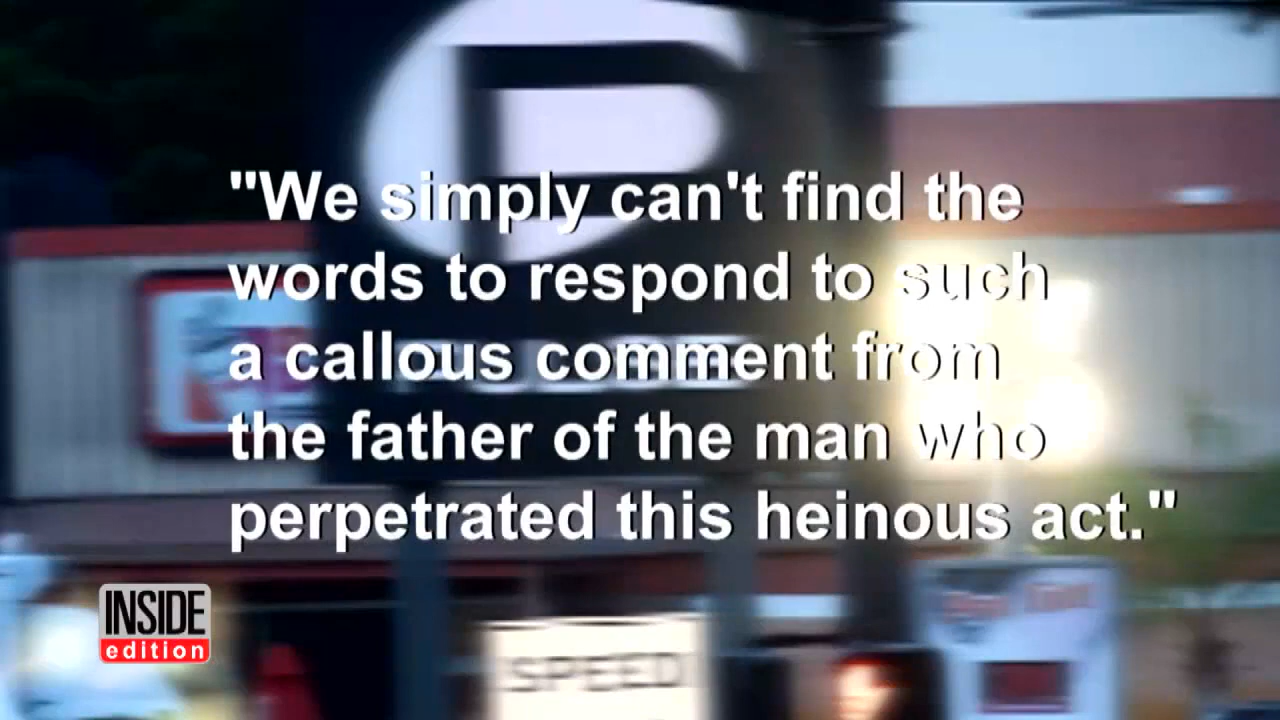 "We simply can't find the
words to respond to such
a callous comment from
the father of the man who
perpetrated this heinous act."
INSIDE
edition
SPEED